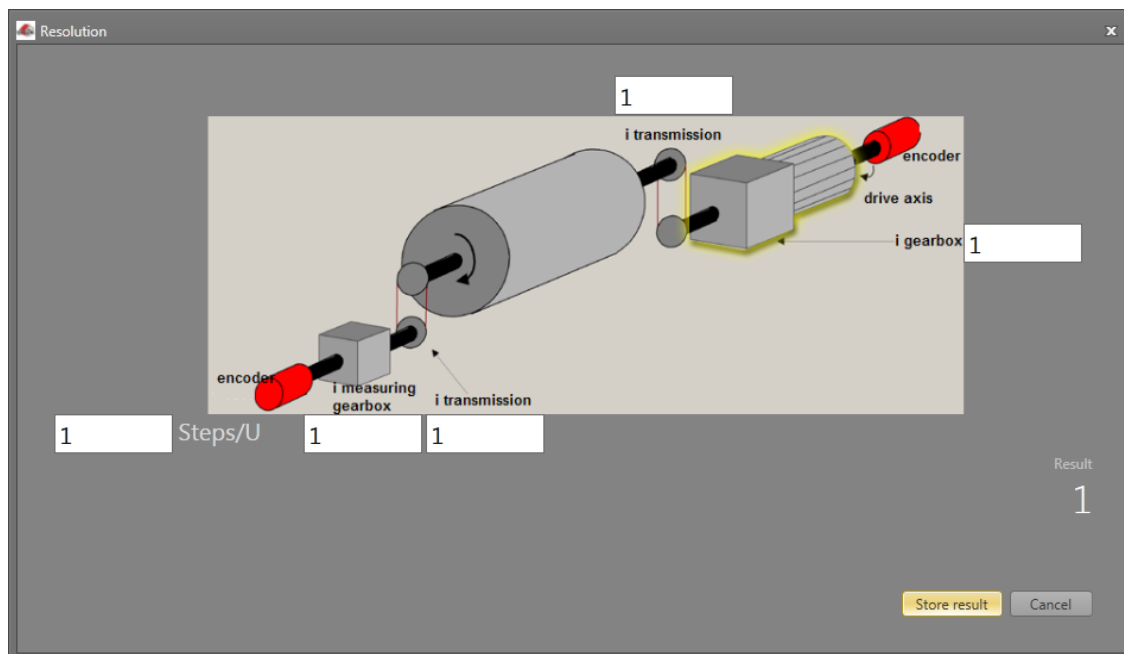 Resolution
x
1
i transmission
encoder
drive axis
i gearbox
1
encoder
i measuring
gearbox
i transmission
1
Steps/U
1
1
Result
1
Store result
Cancel